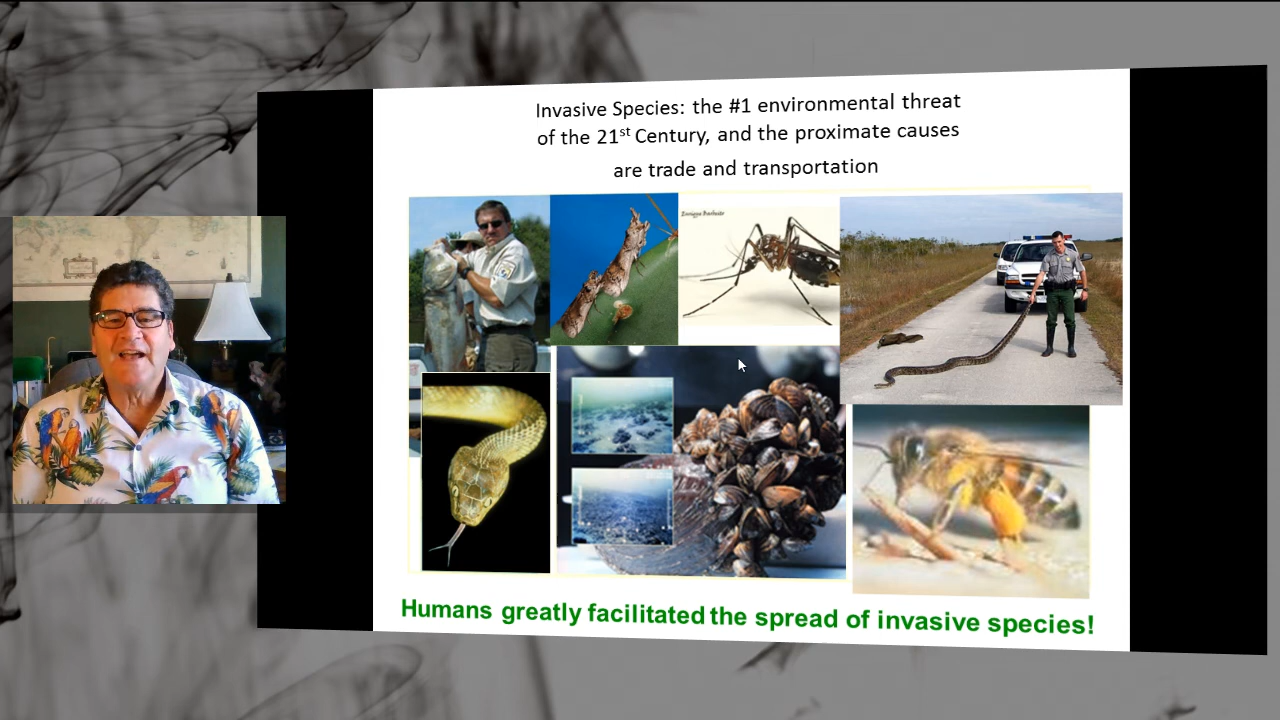 Invasive Species: the #1 environmental threat
of the 21st Century, and the proximate causes
are trade and transportation
Humans greatly facilitated the spread of invasive species!